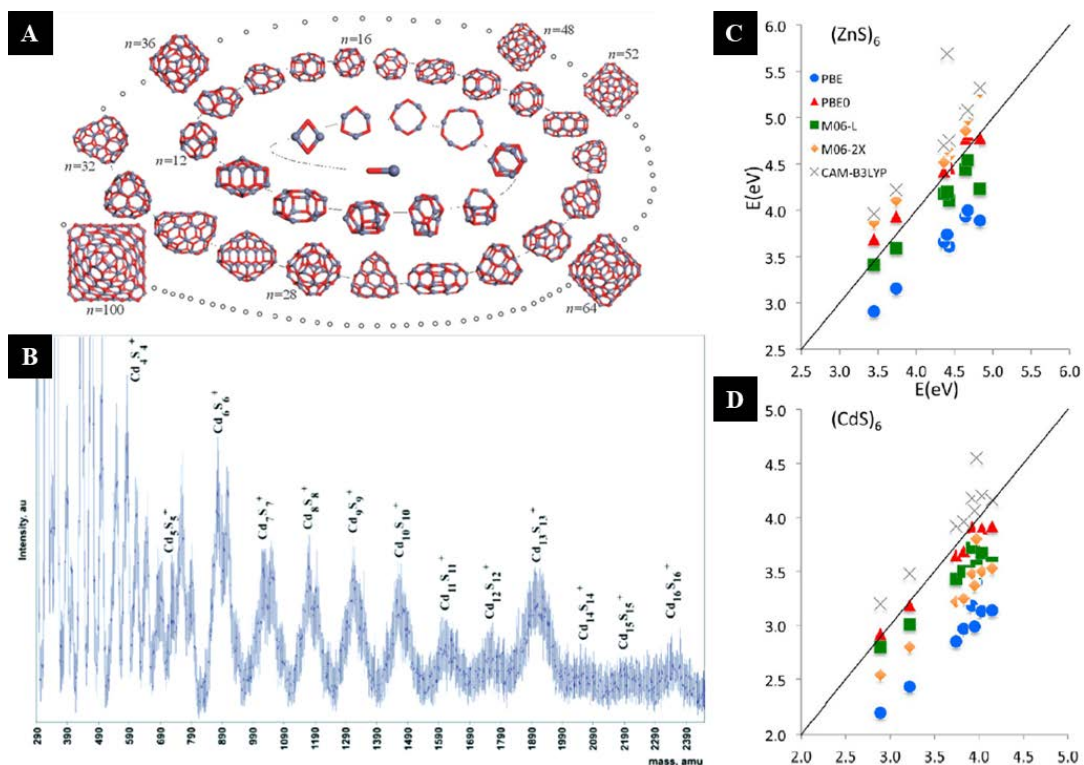 A
n=36
n=16
n=48
n=52
n=32
n=12
n=28
n=64
n=100
B
Intensity, au
Cd₄S₄⁺
Cd₅S₅⁺
Cd₆S₆⁺
Cd₇S₇⁺
Cd₈S₈⁺
Cd₉S₉⁺
Cd₁₀S₁₀⁺
Cd₁₁S₁₁⁺
Cd₁₂S₁₂⁺
Cd₁₃S₁₃⁺
Cd₁₄S₁₄⁺
Cd₁₅S₁₅⁺
Cd₁₆S₁₆⁺
290 390 490 590 690 790 890 990 1090 1190 1290 1390 1490 1590 1690 1790 1890 1990 2090 2190 2290 2390
mass, amu
C
(ZnS)₆
PBE
PBE0
M06-L
M06-2X
CAM-B3LYP
E(eV)
6.0
5.5
5.0
4.5
4.0
3.5
3.0
2.5
2.5 3.0 3.5 4.0 4.5 5.0 5.5 6.0
E(eV)
D
(CdS)₆
5.0
4.5
4.0
3.5
3.0
2.5
2.0
2.0 2.5 3.0 3.5 4.0 4.5 5.0